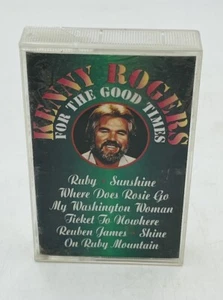 KENNY ROGERS
FOR THE GOOD TIMES
Ruby - Sunshine
Where Does Rosie Go
My Washington Woman
Ticket To Nowhere
Reuben James - Shine
On Ruby Mountain